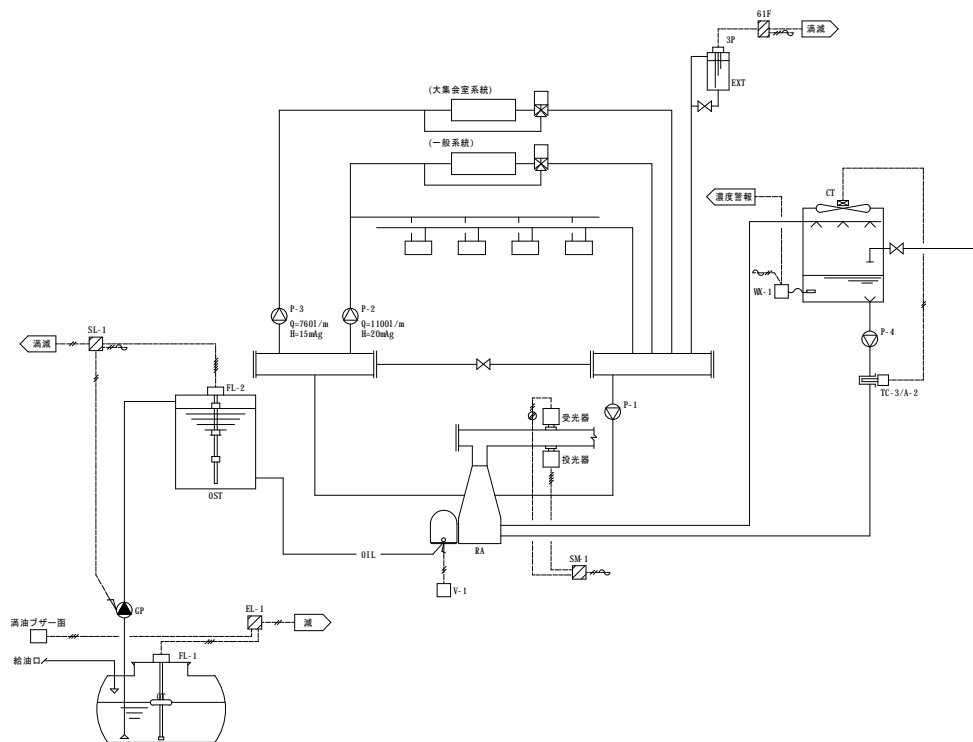 61F
満減
3P
EXT
(大集会室系統)
(一般系統)
濃度警報
CT
WX-1
P-3
Q=760l/m
H=15mAg
P-2
Q=1100l/m
H=20mAg
P-4
SL-1
満減
FL-2
TC-3/A-2
P-1
受光器
投光器
OST
OIL
RA
SM-1
V-1
GP
EL-1
減
満油ブザー面
FL-1
給油口
OT